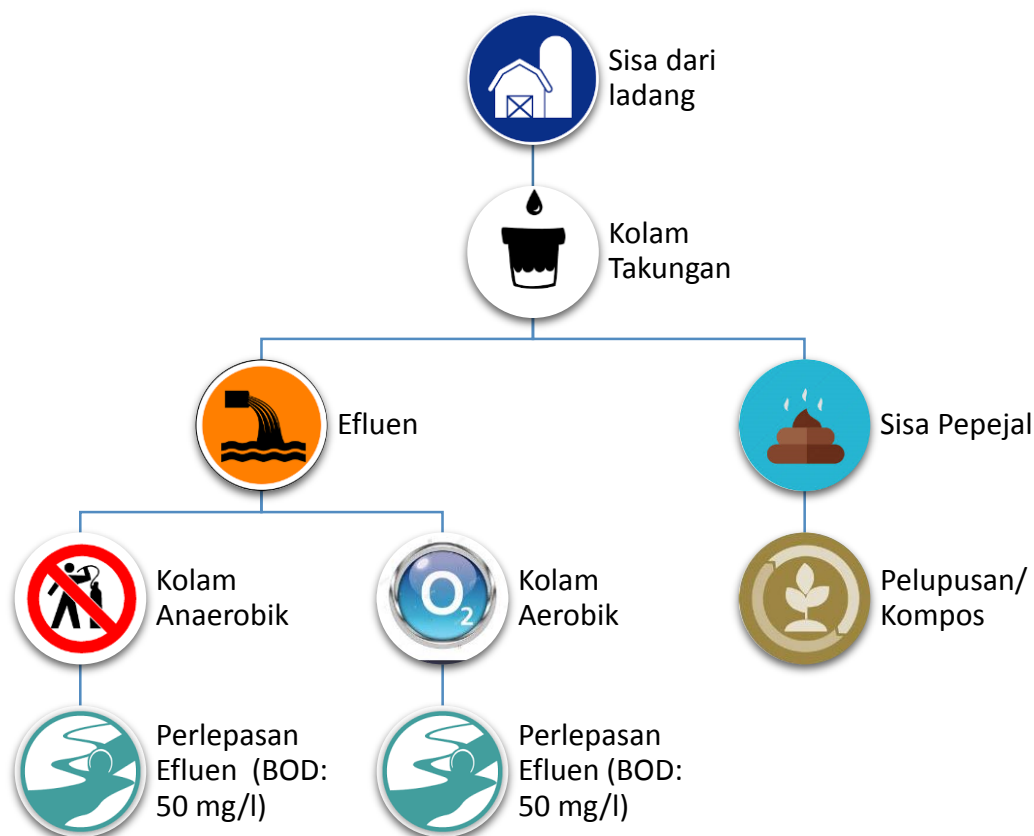 Sisa dari
ladang
Kolam
Takungan
Efluen
Sisa Pepejal
Kolam
Anaerobik
O2
Kolam
Aerobik
Pelupusan/
Kompos
Perlepasan
Efluen (BOD:
50 mg/l)
Perlepasan
Efluen (BOD:
50 mg/l)